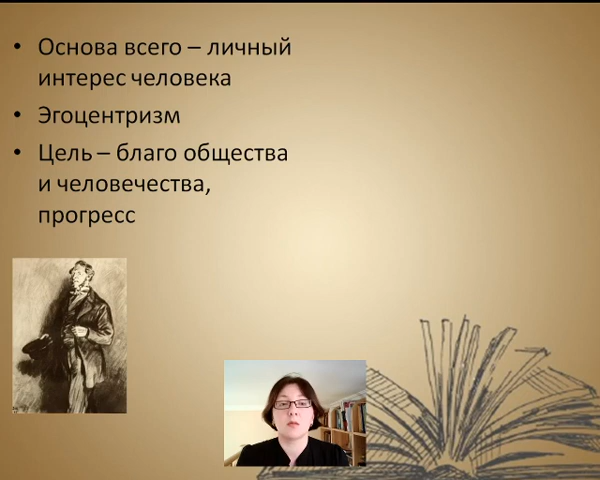 • Основа всего – личный
интерес человека
• Эгоцентризм
• Цель – благо общества
и человечества,
прогресс